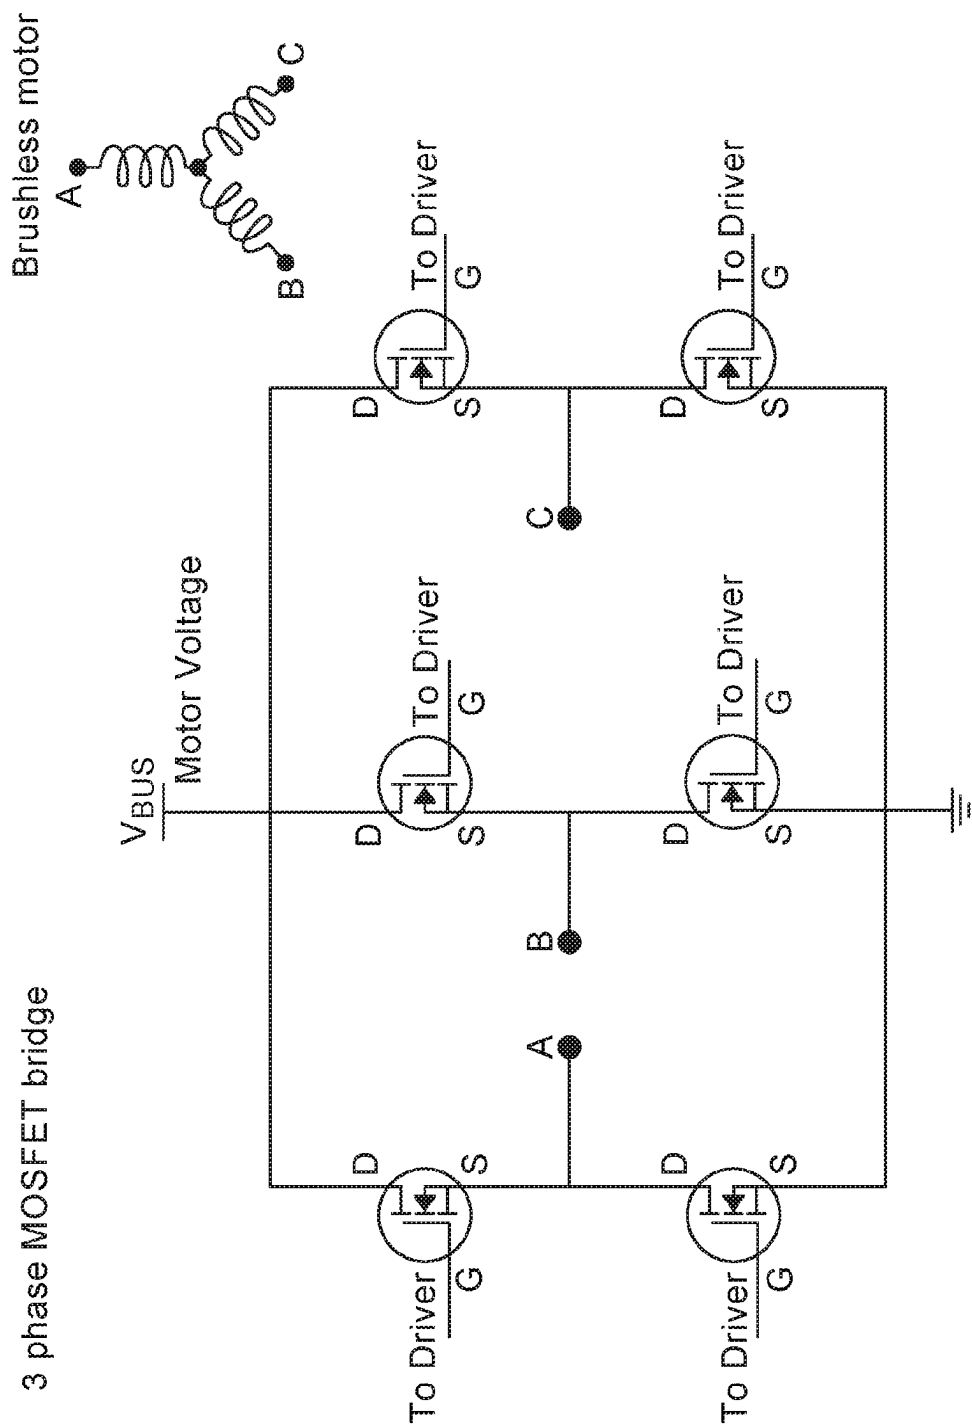 3 phase MOSFET bridge
Brushless motor
A
B
C
VBUS
Motor Voltage
To Driver
G
D
S
D
S
To Driver
G
D
S
To Driver
G
A
B
C
To Driver
G
D
S
D
S
To Driver
G
D
S
To Driver
G